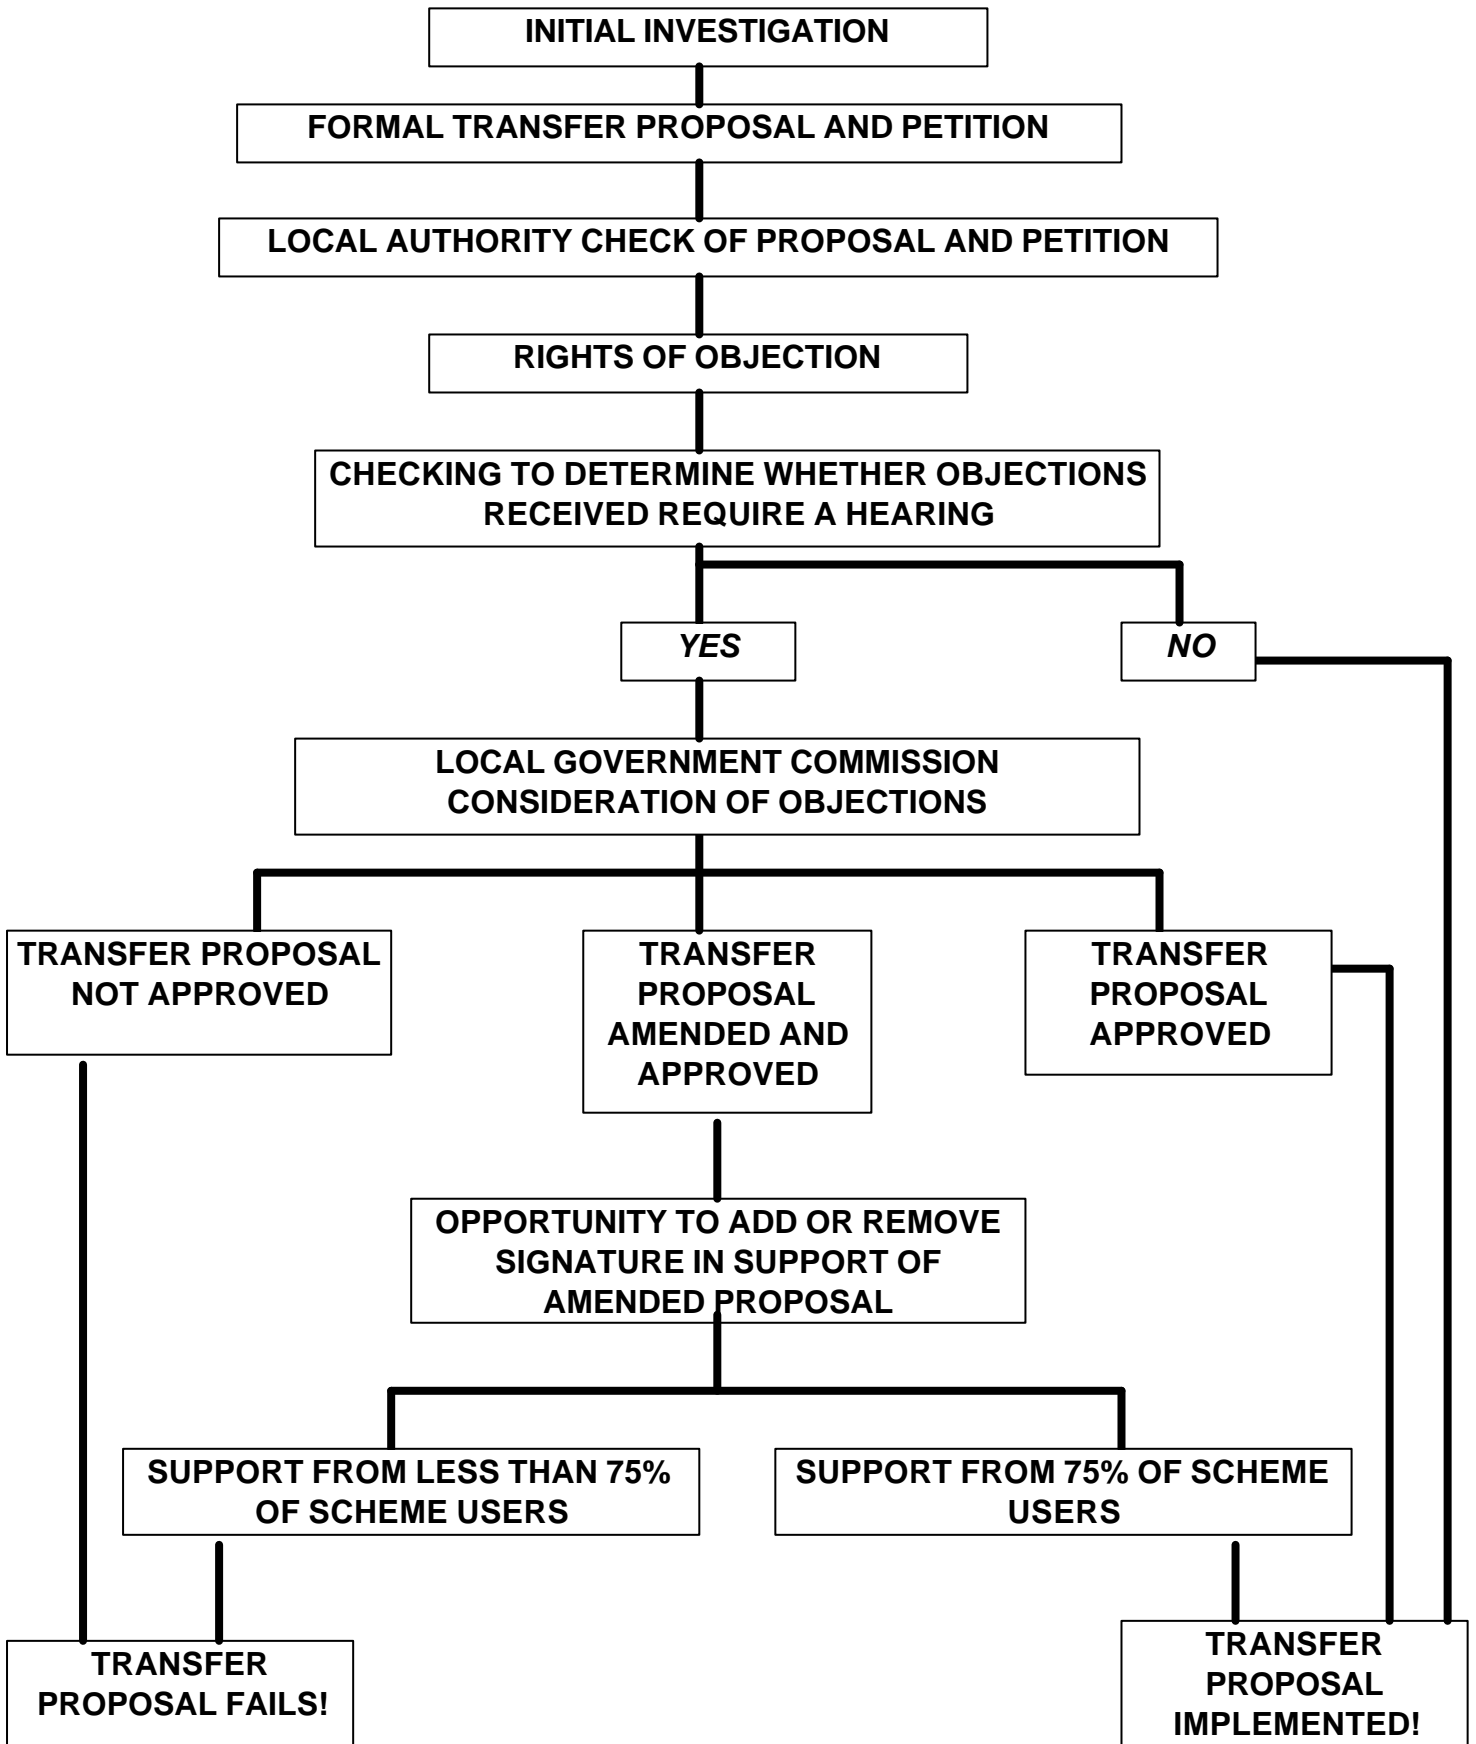 INITIAL INVESTIGATION
FORMAL TRANSFER PROPOSAL AND PETITION
LOCAL AUTHORITY CHECK OF PROPOSAL AND PETITION
RIGHTS OF OBJECTION
CHECKING TO DETERMINE WHETHER OBJECTIONS
RECEIVED REQUIRE A HEARING
YES
NO
LOCAL GOVERNMENT COMMISSION
CONSIDERATION OF OBJECTIONS
TRANSFER PROPOSAL
NOT APPROVED
TRANSFER
PROPOSAL
AMENDED AND
APPROVED
TRANSFER
PROPOSAL
APPROVED
OPPORTUNITY TO ADD OR REMOVE
SIGNATURE IN SUPPORT OF
AMENDED PROPOSAL
SUPPORT FROM LESS THAN 75%
OF SCHEME USERS
SUPPORT FROM 75% OF SCHEME
USERS
TRANSFER
PROPOSAL FAILS!
TRANSFER
PROPOSAL
IMPLEMENTED!